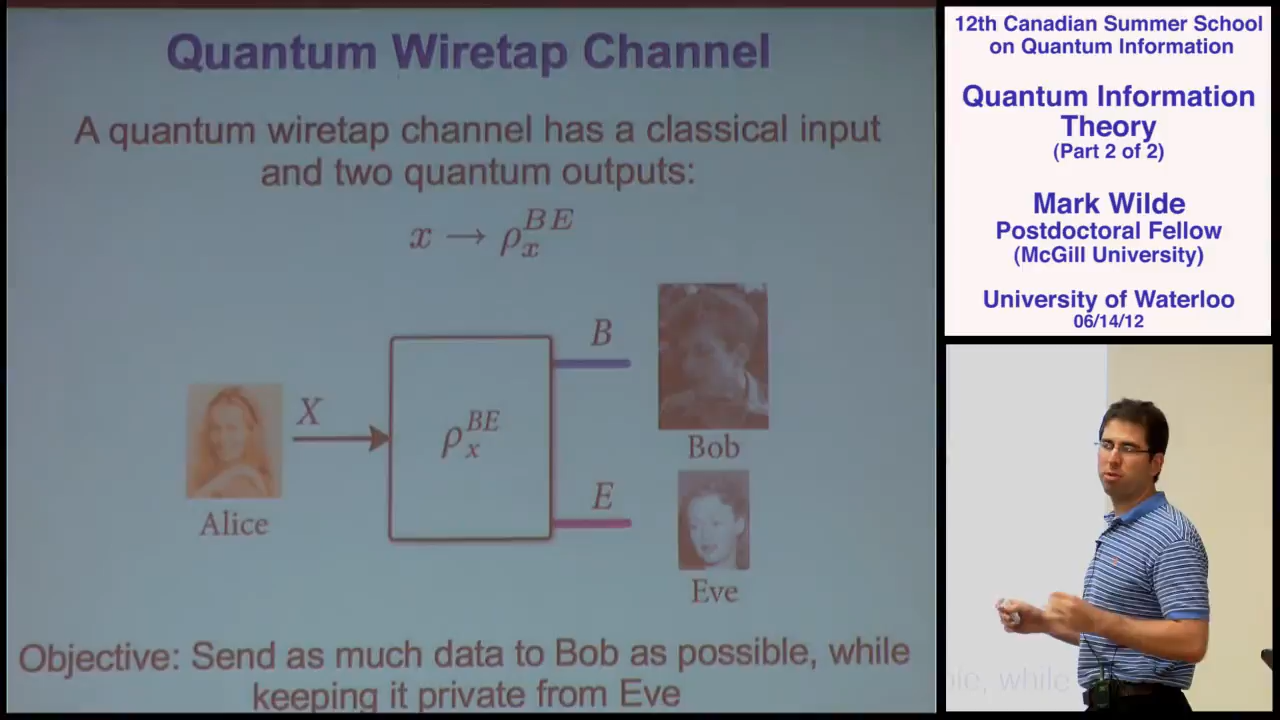 Quantum Wiretap Channel
A quantum wiretap channel has a classical input
and two quantum outputs:
x → ρ_x^{BE}
B
X
ρ_x^{BE}
Bob
E
Alice
Eve
Objective: Send as much data to Bob as possible, while
keeping it private from Eve
12th Canadian Summer School
on Quantum Information
Quantum Information
Theory
(Part 2 of 2)
Mark Wilde
Postdoctoral Fellow
(McGill University)
University of Waterloo
06/14/12
ble, while